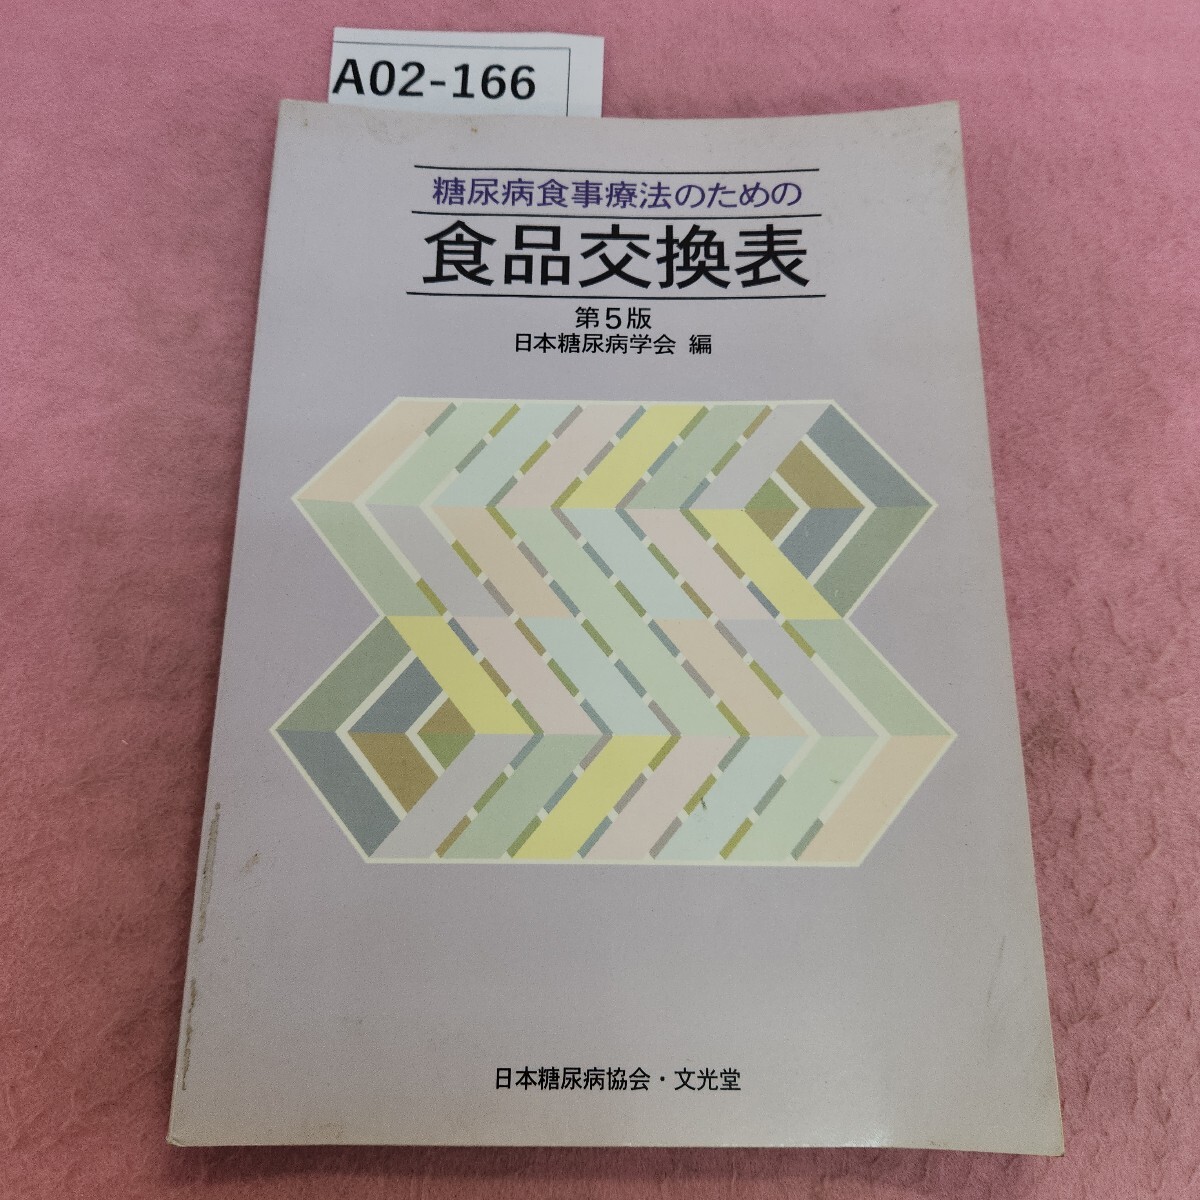 A02-166
糖尿病食事療法のための
食品交換表
第5版
日本糖尿病学会 編
日本糖尿病協会・文光堂